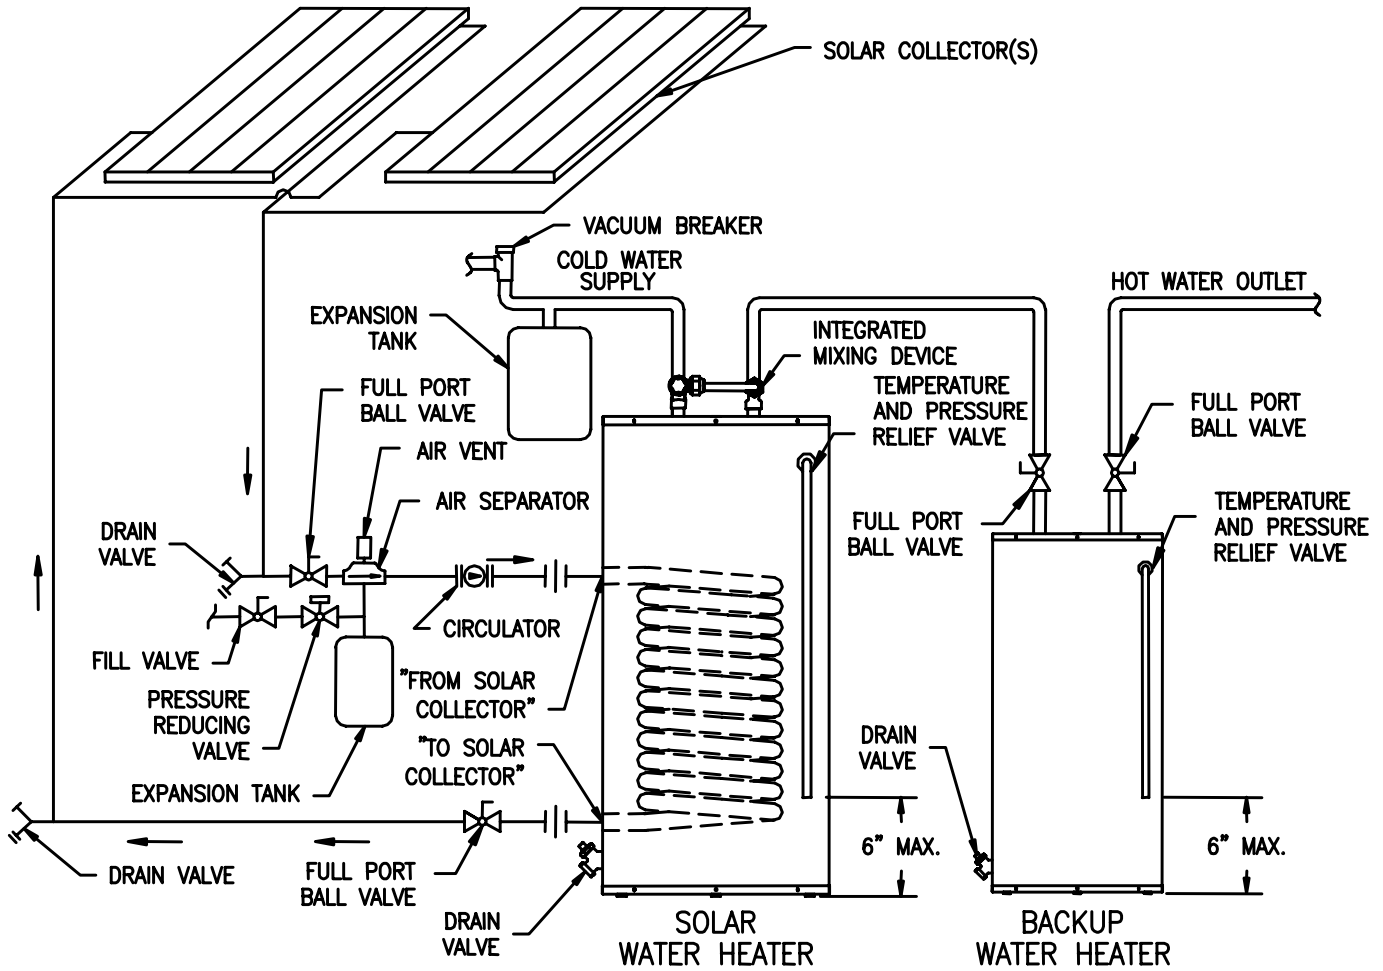 SOLAR COLLECTOR(S)
VACUUM BREAKER
COLD WATER
SUPPLY
HOT WATER OUTLET
EXPANSION
TANK
INTEGRATED
MIXING DEVICE
FULL PORT
BALL VALVE
TEMPERATURE
AND PRESSURE
RELIEF VALVE
FULL PORT
BALL VALVE
AIR VENT
AIR SEPARATOR
DRAIN
VALVE
FULL PORT
BALL VALVE
TEMPERATURE
AND PRESSURE
RELIEF VALVE
CIRCULATOR
FILL VALVE
"FROM SOLAR
COLLECTOR"
PRESSURE
REDUCING
VALVE
"TO SOLAR
COLLECTOR"
DRAIN
VALVE
EXPANSION TANK
6" MAX.
6" MAX.
DRAIN VALVE
FULL PORT
BALL VALVE
DRAIN
VALVE
SOLAR
WATER HEATER
BACKUP
WATER HEATER